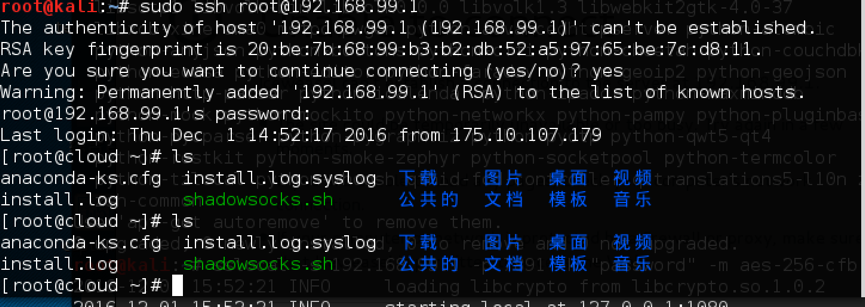 root@kali:~# sudo ssh root@192.168.99.1
The authenticity of host '192.168.99.1 (192.168.99.1)' can't be established.
RSA key fingerprint is 20:be:7b:68:99:b3:b2:db:52:a5:97:65:be:7c:d8:11.
Are you sure you want to continue connecting (yes/no)? yes
Warning: Permanently added '192.168.99.1' (RSA) to the list of known hosts.
root@192.168.99.1's password:
Last login: Thu Dec  1 14:52:17 2016 from 175.10.107.179
[root@cloud ~]# ls
anaconda-ks.cfg  install.log.syslog  下载  图片  桌面  视频
install.log  shadowsocks.sh  公共的  文档  模板  音乐
[root@cloud ~]# ls
anaconda-ks.cfg  install.log.syslog  下载  图片  桌面  视频
install.log  shadowsocks.sh  公共的  文档  模板  音乐
[root@cloud ~]#